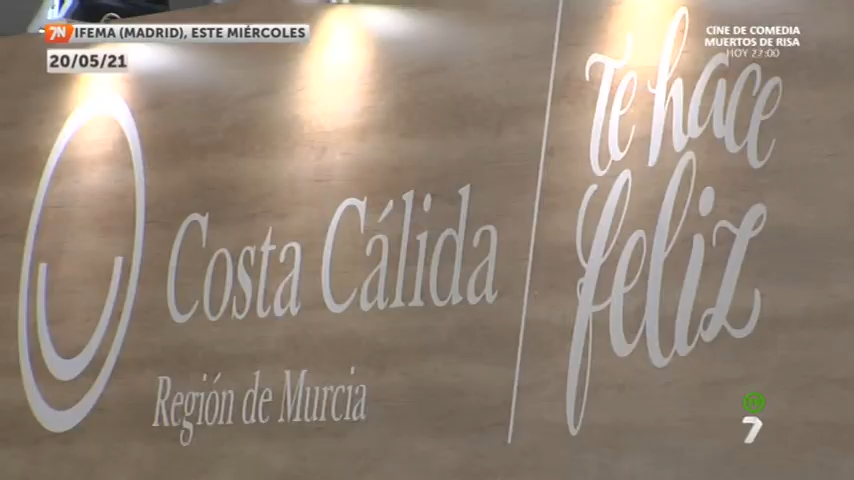 7N IFEMA (MADRID), ESTE MIÉRCOLES
20/05/21
CINE DE COMEDIA
MUERTOS DE RISA
HOY 22:00
Costa Cálida
Región de Murcia
Te hace
feliz
7